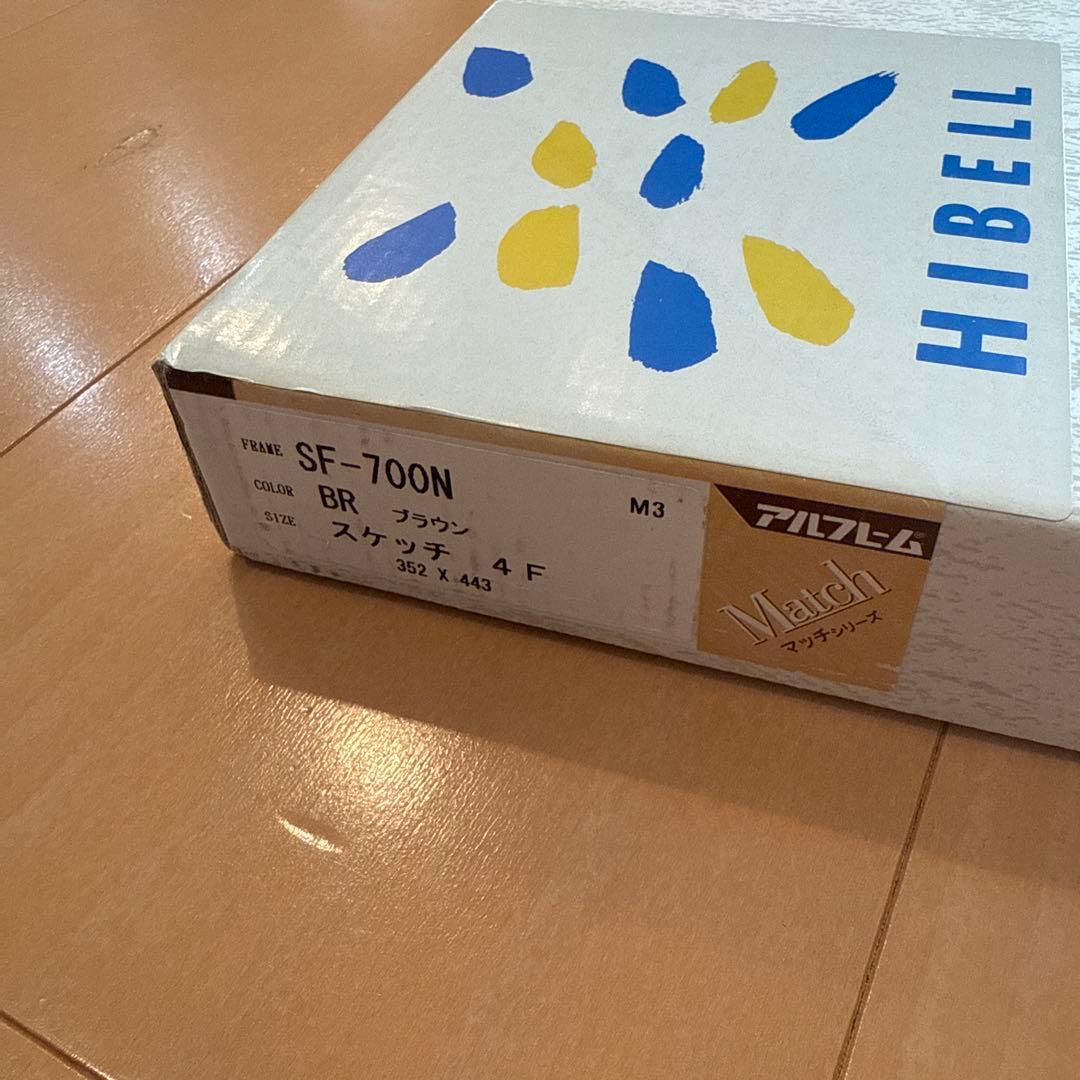 HIBELL
FRAME SF-700N
COLOR BR ブラウン
SIZE スケッチ 4F
352 X 443
M3
アルフレーム
Match
マッチシリーズ